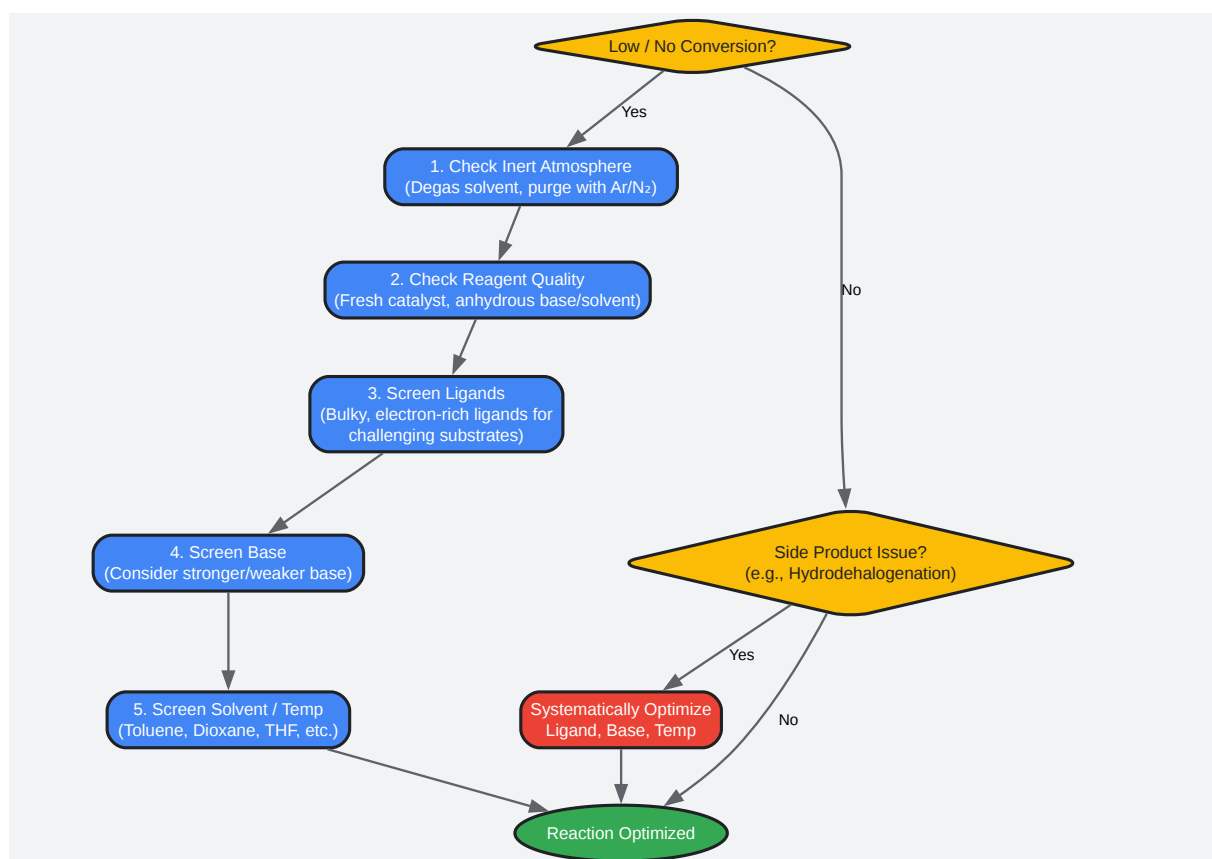 Low / No Conversion?
Yes
1. Check Inert Atmosphere
(Degas solvent, purge with Ar/N₂)
2. Check Reagent Quality
(Fresh catalyst, anhydrous base/solvent)
No
3. Screen Ligands
(Bulky, electron-rich ligands for
challenging substrates)
4. Screen Base
(Consider stronger/weaker base)
Side Product Issue?
(e.g., Hydrodehalogenation)
Yes
5. Screen Solvent / Temp
(Toluene, Dioxane, THF, etc.)
Systematically Optimize
Ligand, Base, Temp
No
Reaction Optimized